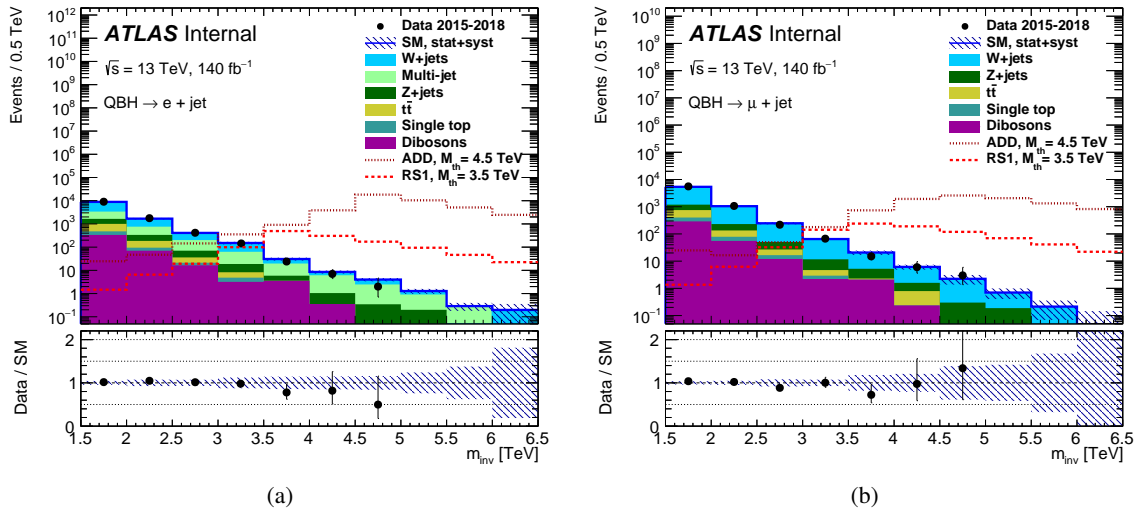 ATLAS Internal
√s = 13 TeV, 140 fb⁻¹
QBH → e + jet
Data 2015-2018
SM, stat+syst
W+jets
Multi-jet
Z+jets
tt̄
Single top
Dibosons
ADD, M_th = 4.5 TeV
RS1, M_th = 3.5 TeV
Events / 0.5 TeV
10¹²
10¹¹
10¹⁰
10⁹
10⁸
10⁷
10⁶
10⁵
10⁴
10³
10²
10
1
10⁻¹
Data / SM
2
1
0
1.5 2 2.5 3 3.5 4 4.5 5 5.5 6 6.5
m_inv [TeV]
(a)
ATLAS Internal
√s = 13 TeV, 140 fb⁻¹
QBH → μ + jet
Data 2015-2018
SM, stat+syst
W+jets
Z+jets
tt̄
Single top
Dibosons
ADD, M_th = 4.5 TeV
RS1, M_th = 3.5 TeV
Events / 0.5 TeV
10¹⁰
10⁹
10⁸
10⁷
10⁶
10⁵
10⁴
10³
10²
10
1
10⁻¹
Data / SM
2
1
0
1.5 2 2.5 3 3.5 4 4.5 5 5.5 6 6.5
m_inv [TeV]
(b)